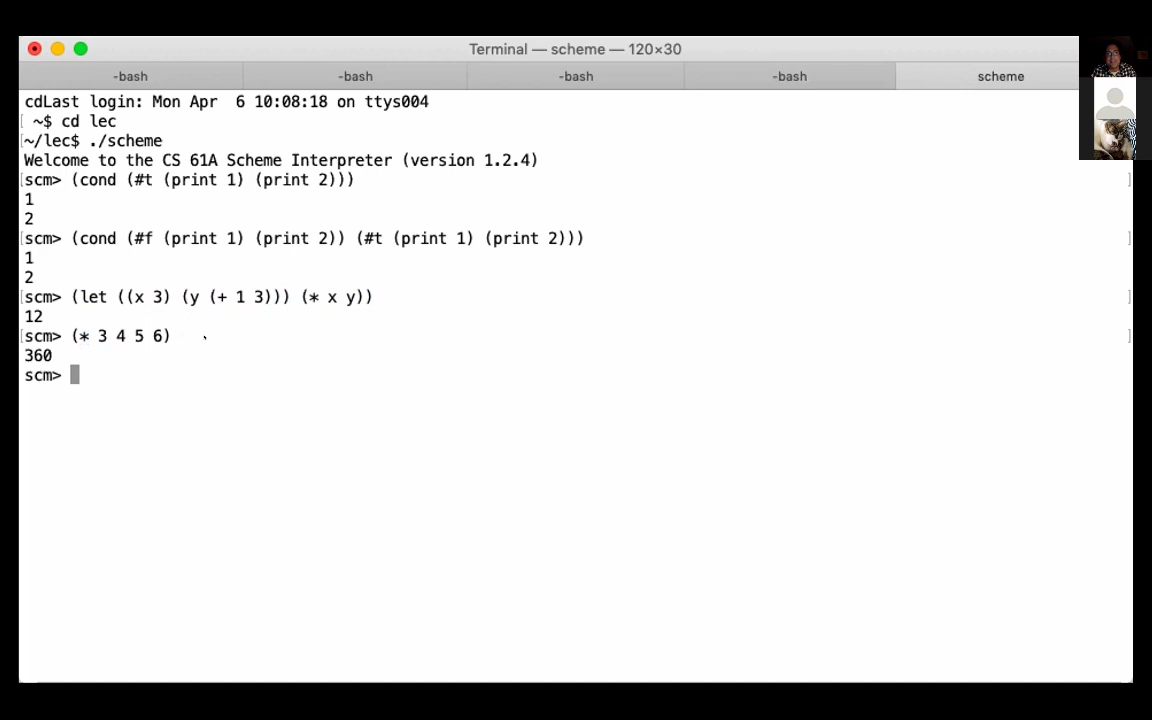 Terminal — scheme — 120×30
-bash -bash -bash -bash scheme
cdLast login: Mon Apr  6 10:08:18 on ttys004
[ ~$ cd lec
[~/lec$ ./scheme
Welcome to the CS 61A Scheme Interpreter (version 1.2.4)
[scm> (cond (#t (print 1) (print 2))) ]
1
2
[scm> (cond (#f (print 1) (print 2)) (#t (print 1) (print 2))) ]
1
2
[scm> (let ((x 3) (y (+ 1 3))) (* x y)) ]
12
[scm> (* 3 4 5 6) ]
360
scm>